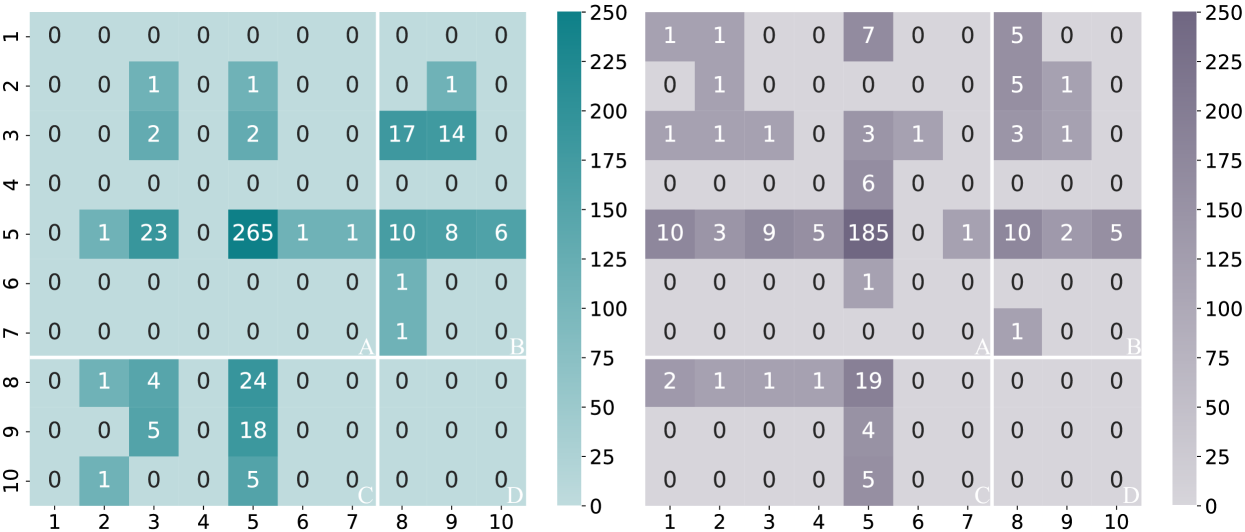 1 0 0 0 0 0 0 0 0 0 0 250 1 1 0 0 7 0 0 5 0 0 250
2 0 0 1 0 1 0 0 0 1 0 225 0 1 0 0 0 0 0 5 1 0 225
3 0 0 2 0 2 0 0 17 14 0 200 1 1 1 0 3 1 0 3 1 0 200
175 175
4 0 0 0 0 0 0 0 0 0 0 150 0 0 0 0 6 0 0 0 0 0 150
5 0 1 23 0 265 1 1 10 8 6 125 10 3 9 5 185 0 1 10 2 5 125
6 0 0 0 0 0 0 0 1 0 0 100 0 0 0 0 1 0 0 0 0 0 100
7 0 0 0 0 0 0 0 1 0 0 0 0 0 0 0 0 0 1 0 0
A B 75 A B 75
8 0 1 4 0 24 0 0 0 0 0 2 1 1 1 19 0 0 0 0 0
50 50
9 0 0 5 0 18 0 0 0 0 0 25 0 0 0 0 4 0 0 0 0 0 25
10 0 1 0 0 5 0 0 0 0 0 0 0 0 0 5 0 0 0 0 0
C D 0 C D 0
1 2 3 4 5 6 7 8 9 10 1 2 3 4 5 6 7 8 9 10